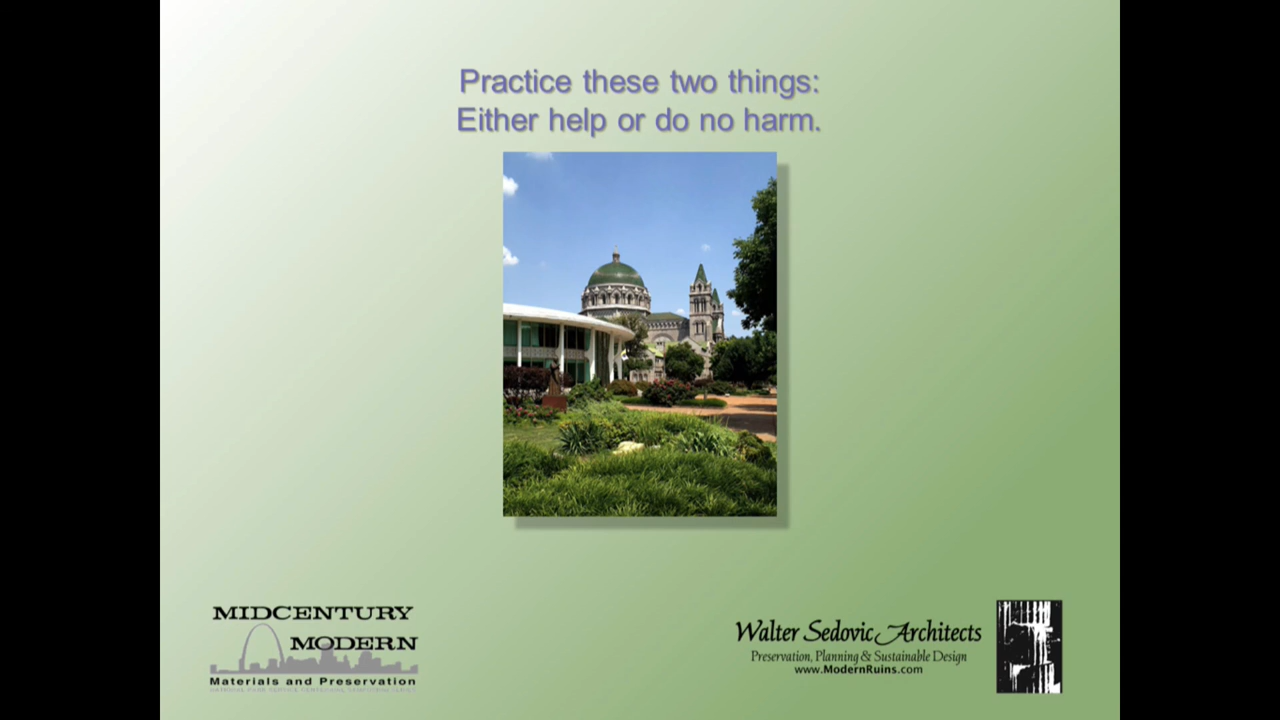 Practice these two things:
Either help or do no harm.
MIDCENTURY
MODERN
Materials and Preservation
Walter Sedovic Architects
Preservation, Planning & Sustainable Design
www.ModernRuins.com